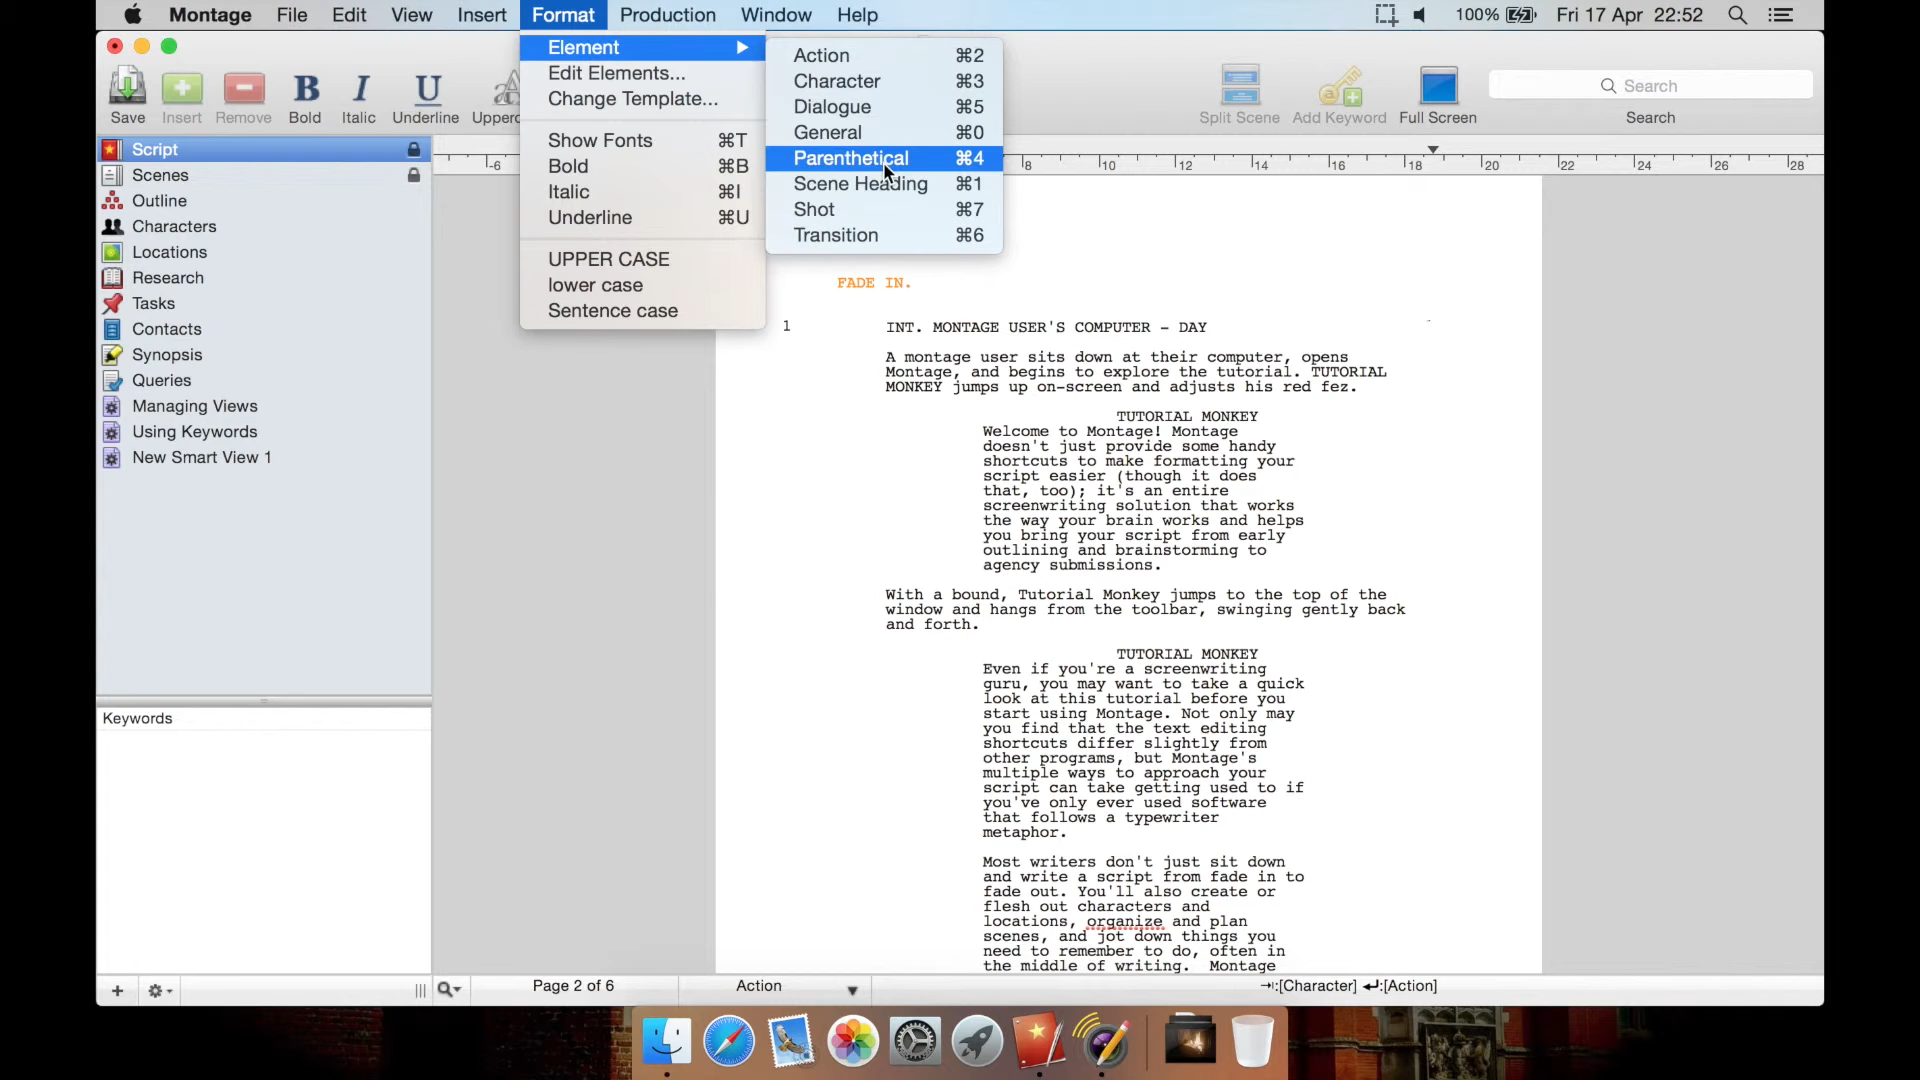 Montage File Edit View Insert Format Production Window Help 100% Fri 17 Apr 22:52
Element
Edit Elements...
Change Template...
Show Fonts ⌘T
Bold ⌘B
Italic ⌘I
Underline ⌘U
UPPER CASE
lower case
Sentence case
Action ⌘2
Character ⌘3
Dialogue ⌘5
General ⌘0
Parenthetical ⌘4
Scene Heading ⌘1
Shot ⌘7
Transition ⌘6
Save Insert Remove Bold Italic Underline Upperc Split Scene Add Keyword Full Screen Search
Search
-6 8 10 12 14 16 18 20 22 24 26 28
Script
Scenes
Outline
Characters
Locations
Research
Tasks
Contacts
Synopsis
Queries
Managing Views
Using Keywords
New Smart View 1
Keywords
FADE IN.
1 INT. MONTAGE USER'S COMPUTER - DAY
A montage user sits down at their computer, opens
Montage, and begins to explore the tutorial. TUTORIAL
MONKEY jumps up on-screen and adjusts his red fez.
TUTORIAL MONKEY
Welcome to Montage! Montage
doesn't just provide some handy
shortcuts to make formatting your
script easier (though it does
that, too); it's an entire
screenwriting solution that works
the way your brain works and helps
you bring your script from early
outlining and brainstorming to
agency submissions.
With a bound, Tutorial Monkey jumps to the top of the
window and hangs from the toolbar, swinging gently back
and forth.
TUTORIAL MONKEY
Even if you're a screenwriting
guru, you may want to take a quick
look at this tutorial before you
start using Montage. Not only may
you find that the text editing
shortcuts differ slightly from
other programs, but Montage's
multiple ways to approach your
script can take getting used to if
you've only ever used software
that follows a typewriter
metaphor.
Most writers don't just sit down
and write a script from fade in to
fade out. You'll also create or
flesh out characters and
locations, organize and plan
scenes, and jot down things you
need to remember to do, often in
the middle of writing. Montage
Page 2 of 6 Action ⇥:[Character] ↵:[Action]